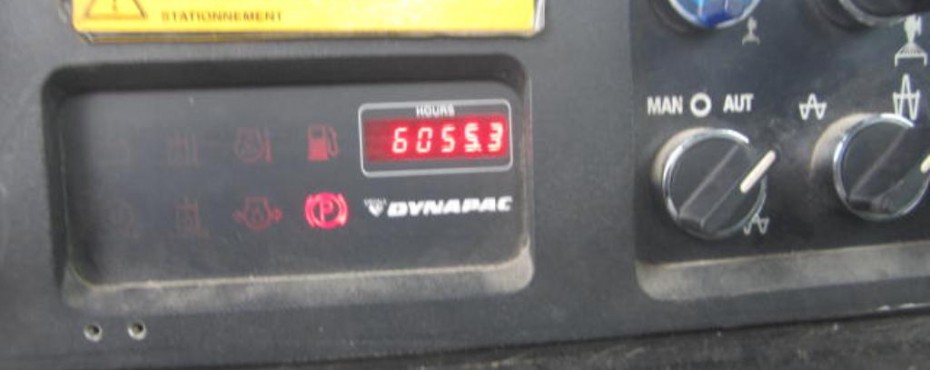 STATIONNEMENT
HOURS
6055.3
DYNAPAC
MAN O AUT
P